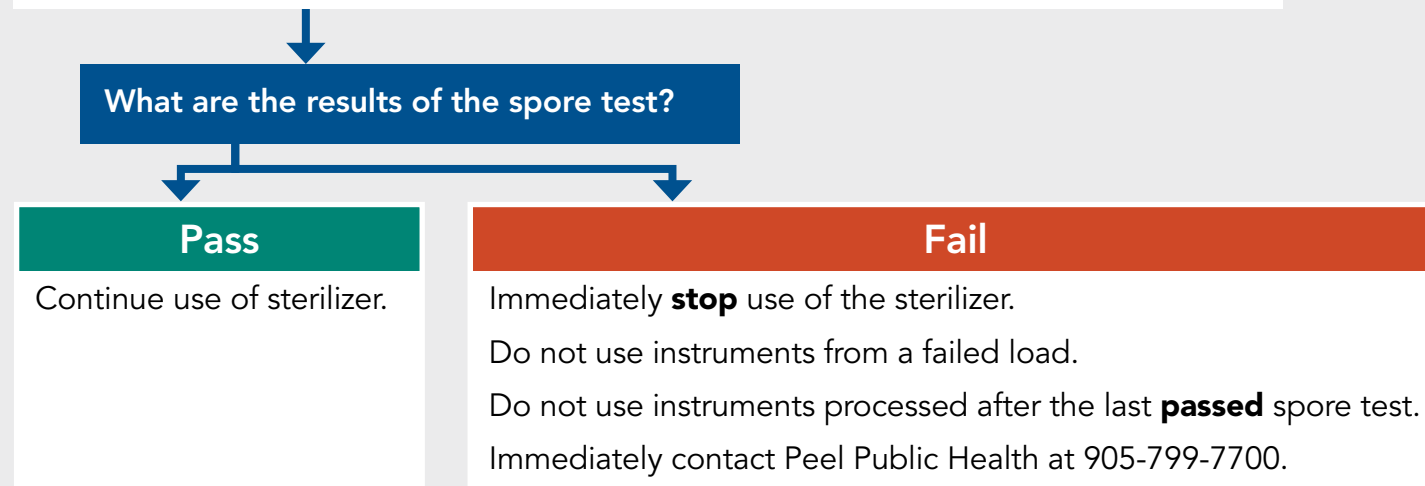 What are the results of the spore test?
Pass
Continue use of sterilizer.
Fail
Immediately stop use of the sterilizer.
Do not use instruments from a failed load.
Do not use instruments processed after the last passed spore test.
Immediately contact Peel Public Health at 905-799-7700.